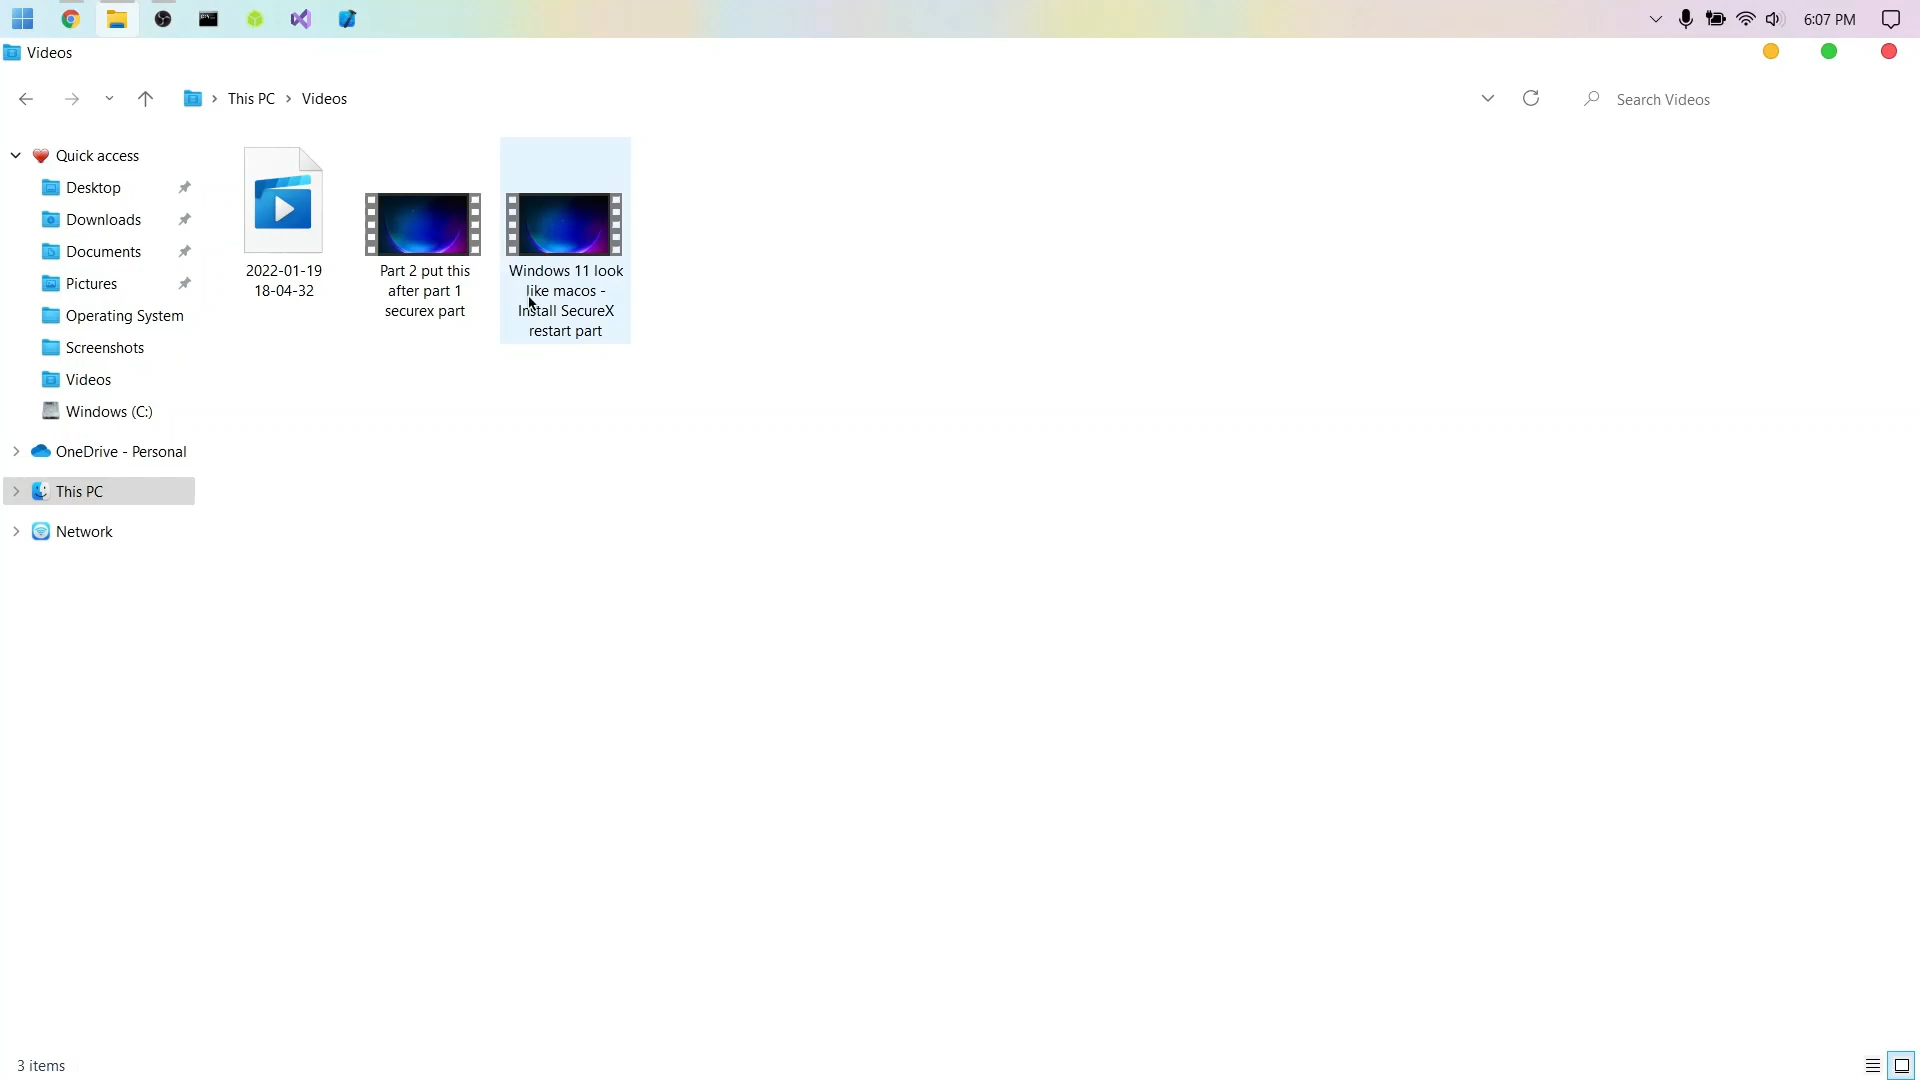 6:07 PM
Videos
This PC
Videos
Search Videos
Quick access
Desktop
Downloads
Documents
Pictures
Operating System
Screenshots
Videos
Windows (C:)
OneDrive - Personal
This PC
Network
2022-01-19
18-04-32
Part 2 put this
after part 1
securex part
Windows 11 look
like macos -
Install SecureX
restart part
3 items